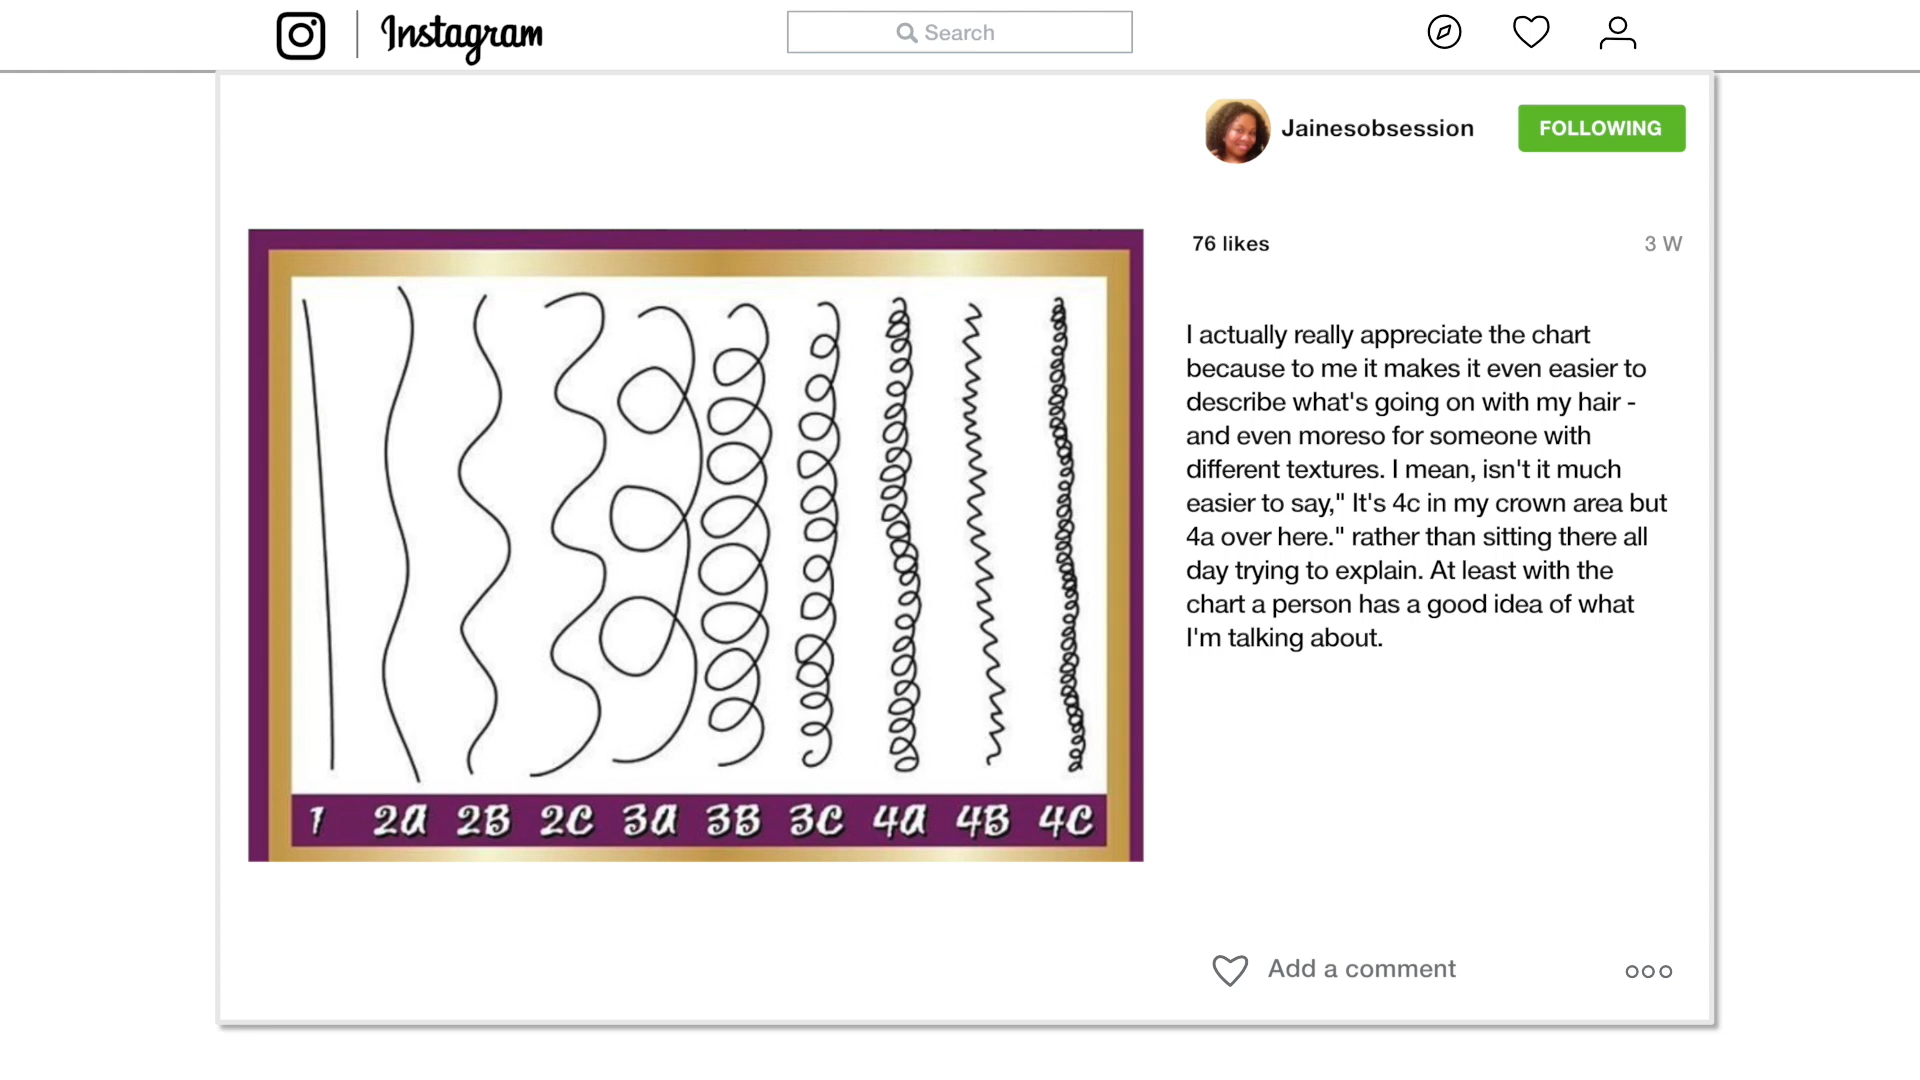 Instagram
Search
Jainesobsession
FOLLOWING
76 likes
3 W
I actually really appreciate the chart
because to me it makes it even easier to
describe what's going on with my hair -
and even moreso for someone with
different textures. I mean, isn't it much
easier to say," It's 4c in my crown area but
4a over here." rather than sitting there all
day trying to explain. At least with the
chart a person has a good idea of what
I'm talking about.
1 2A 2B 2C 3A 3B 3C 4A 4B 4C
Add a comment